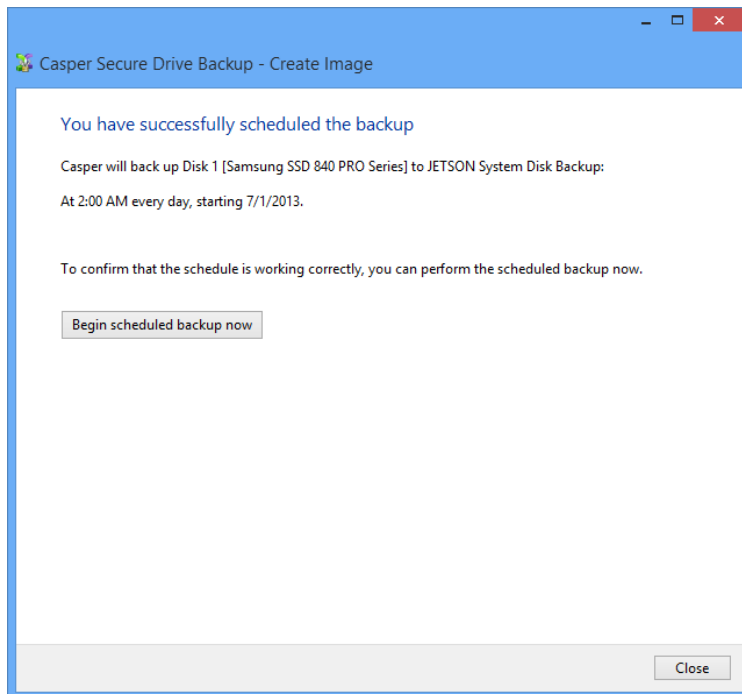 Casper Secure Drive Backup - Create Image
You have successfully scheduled the backup
Casper will back up Disk 1 [Samsung SSD 840 PRO Series] to JETSON System Disk Backup:
At 2:00 AM every day, starting 7/1/2013.
To confirm that the schedule is working correctly, you can perform the scheduled backup now.
Begin scheduled backup now
Close